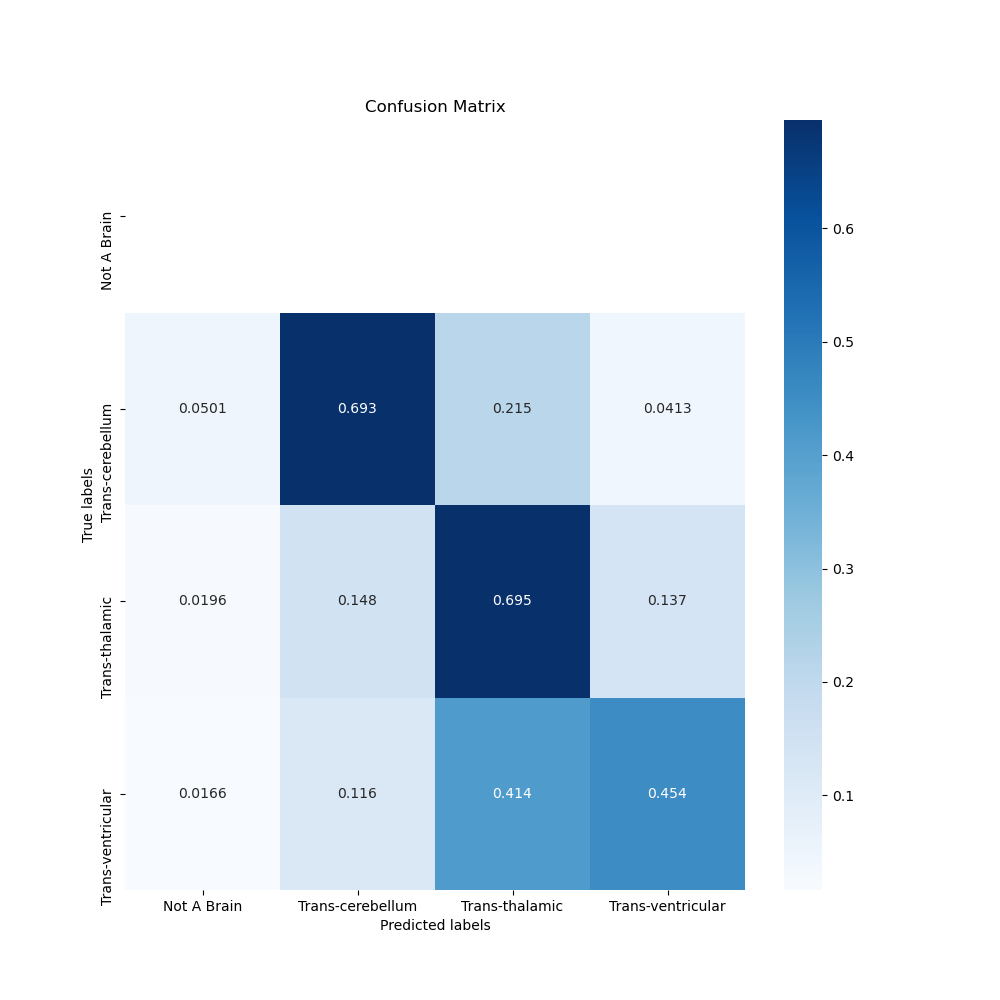 Confusion Matrix
Not A Brain
Trans-cerebellum
Trans-thalamic
Trans-ventricular
True labels
0.0501 0.693 0.215 0.0413
0.0196 0.148 0.695 0.137
0.0166 0.116 0.414 0.454
Not A Brain Trans-cerebellum Trans-thalamic Trans-ventricular
Predicted labels
0.6
0.5
0.4
0.3
0.2
0.1